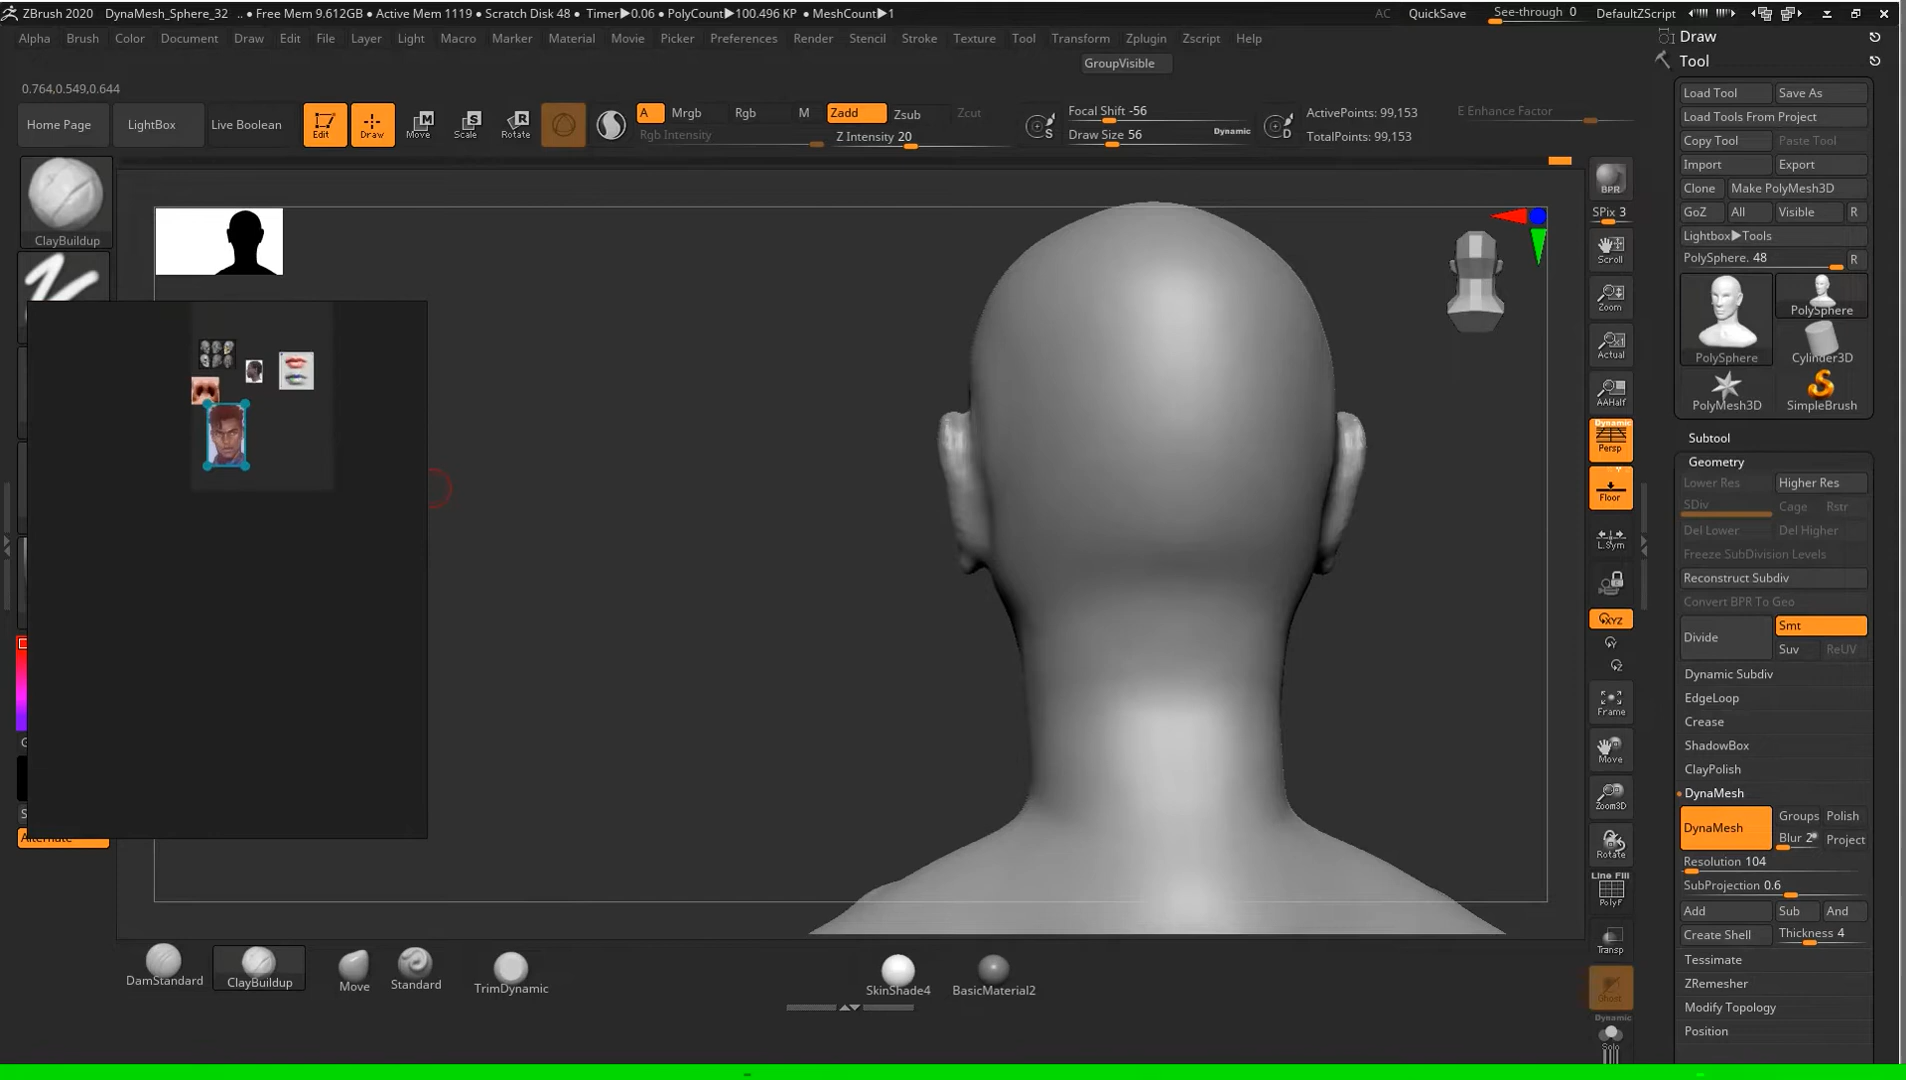 ZBrush 2020 DynaMesh_Sphere_32 .. • Free Mem 9.612GB • Active Mem 1119 • Scratch Disk 48 • Timer▶0.06 • PolyCount▶100.496 KP • MeshCount▶1 AC QuickSave See-through 0 DefaultZScript
Alpha Brush Color Document Draw Edit File Layer Light Macro Marker Material Movie Picker Preferences Render Stencil Stroke Texture Tool Transform Zplugin Zscript Help
GroupVisible
0.764,0.549,0.644
Home Page LightBox Live Boolean Edit Draw Move Scale Rotate
A Mrgb Rgb M Zadd Zsub Zcut
Rgb Intensity Z Intensity 20
Focal Shift -56
Draw Size 56 Dynamic
ActivePoints: 99,153
TotalPoints: 99,153
E Enhance Factor
ClayBuildup
Alternate
DamStandard ClayBuildup Move Standard TrimDynamic SkinShade4 BasicMaterial2
BPR
SPix 3
Scroll
Zoom
Actual
AAHalf
Dynamic
Persp
Floor
L.Sym
XYZ
Frame
Move
Zoom3D
Rotate
Line Fill
PolyF
Transp
Ghost
Dynamic
Solo
Draw
Tool
Load Tool Save As
Load Tools From Project
Copy Tool Paste Tool
Import Export
Clone Make PolyMesh3D
GoZ All Visible R
Lightbox▶Tools
PolySphere. 48 R
PolySphere
PolySphere Cylinder3D
PolyMesh3D SimpleBrush
Subtool
Geometry
Lower Res Higher Res
SDiv Cage Rstr
Del Lower Del Higher
Freeze SubDivision Levels
Reconstruct Subdiv
Convert BPR To Geo
Divide Smt
Suv ReUV
Dynamic Subdiv
EdgeLoop
Crease
ShadowBox
ClayPolish
DynaMesh
DynaMesh Groups Polish
Blur 2 Project
Resolution 104
SubProjection 0.6
Add Sub And
Create Shell Thickness 4
Tessimate
ZRemesher
Modify Topology
Position